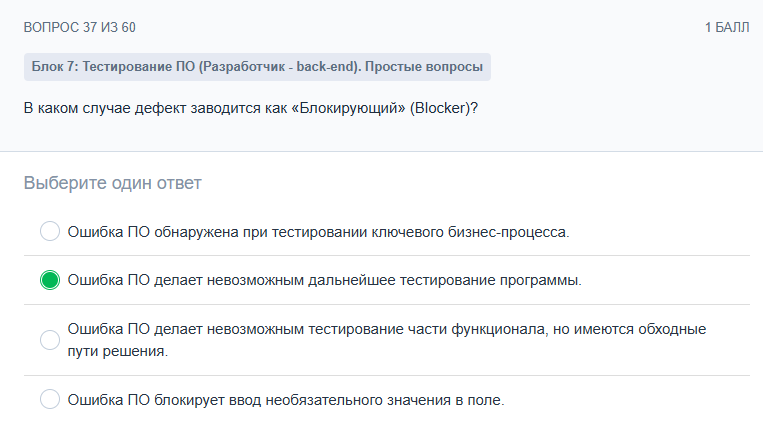 ВОПРОС 37 ИЗ 60
1 БАЛЛ
Блок 7: Тестирование ПО (Разработчик - back-end). Простые вопросы
В каком случае дефект заводится как «Блокирующий» (Blocker)?
Выберите один ответ
Ошибка ПО обнаружена при тестировании ключевого бизнес-процесса.
Ошибка ПО делает невозможным дальнейшее тестирование программы.
Ошибка ПО делает невозможным тестирование части функционала, но имеются обходные
пути решения.
Ошибка ПО блокирует ввод необязательного значения в поле.